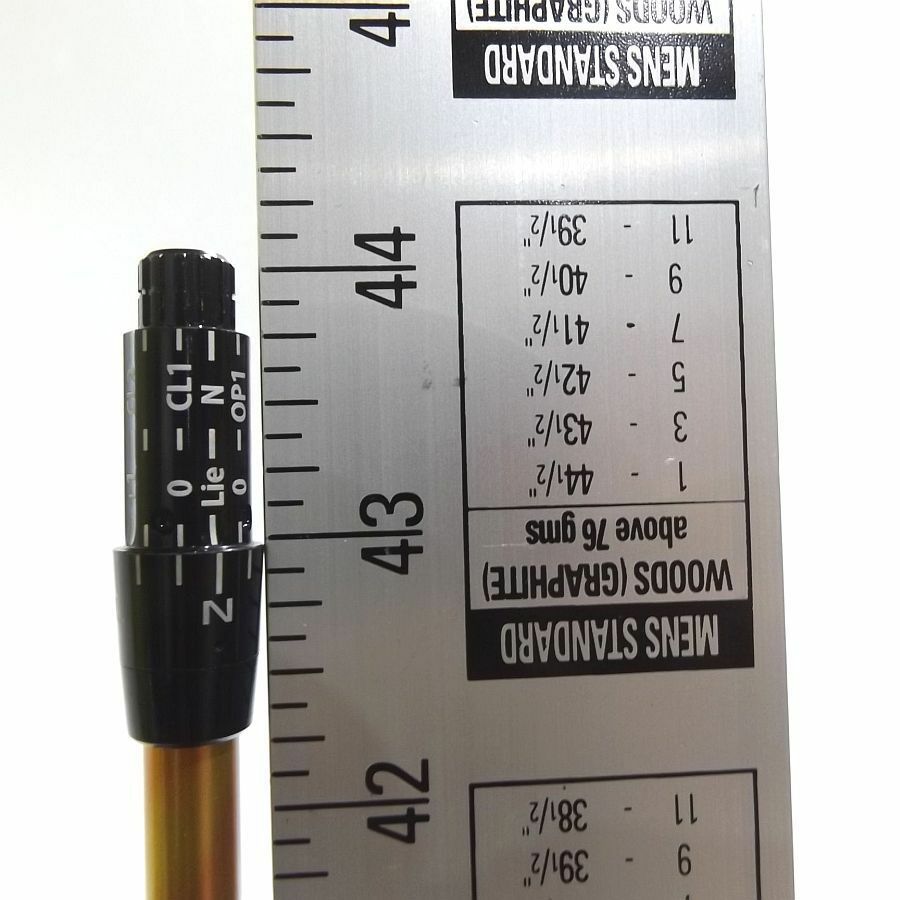 9 - 39 1/2"
11 - 38 1/2"
MENS STANDARD
WOODS (GRAPHITE)
above 76 gms
1 - 44 1/2"
3 - 43 1/2"
5 - 42 1/2"
7 - 41 1/2"
9 - 40 1/2"
11 - 39 1/2"
MENS STANDARD
WOODS (GRAPHITE)
42
43
44
0 CL1
N Lie N
0 OP1